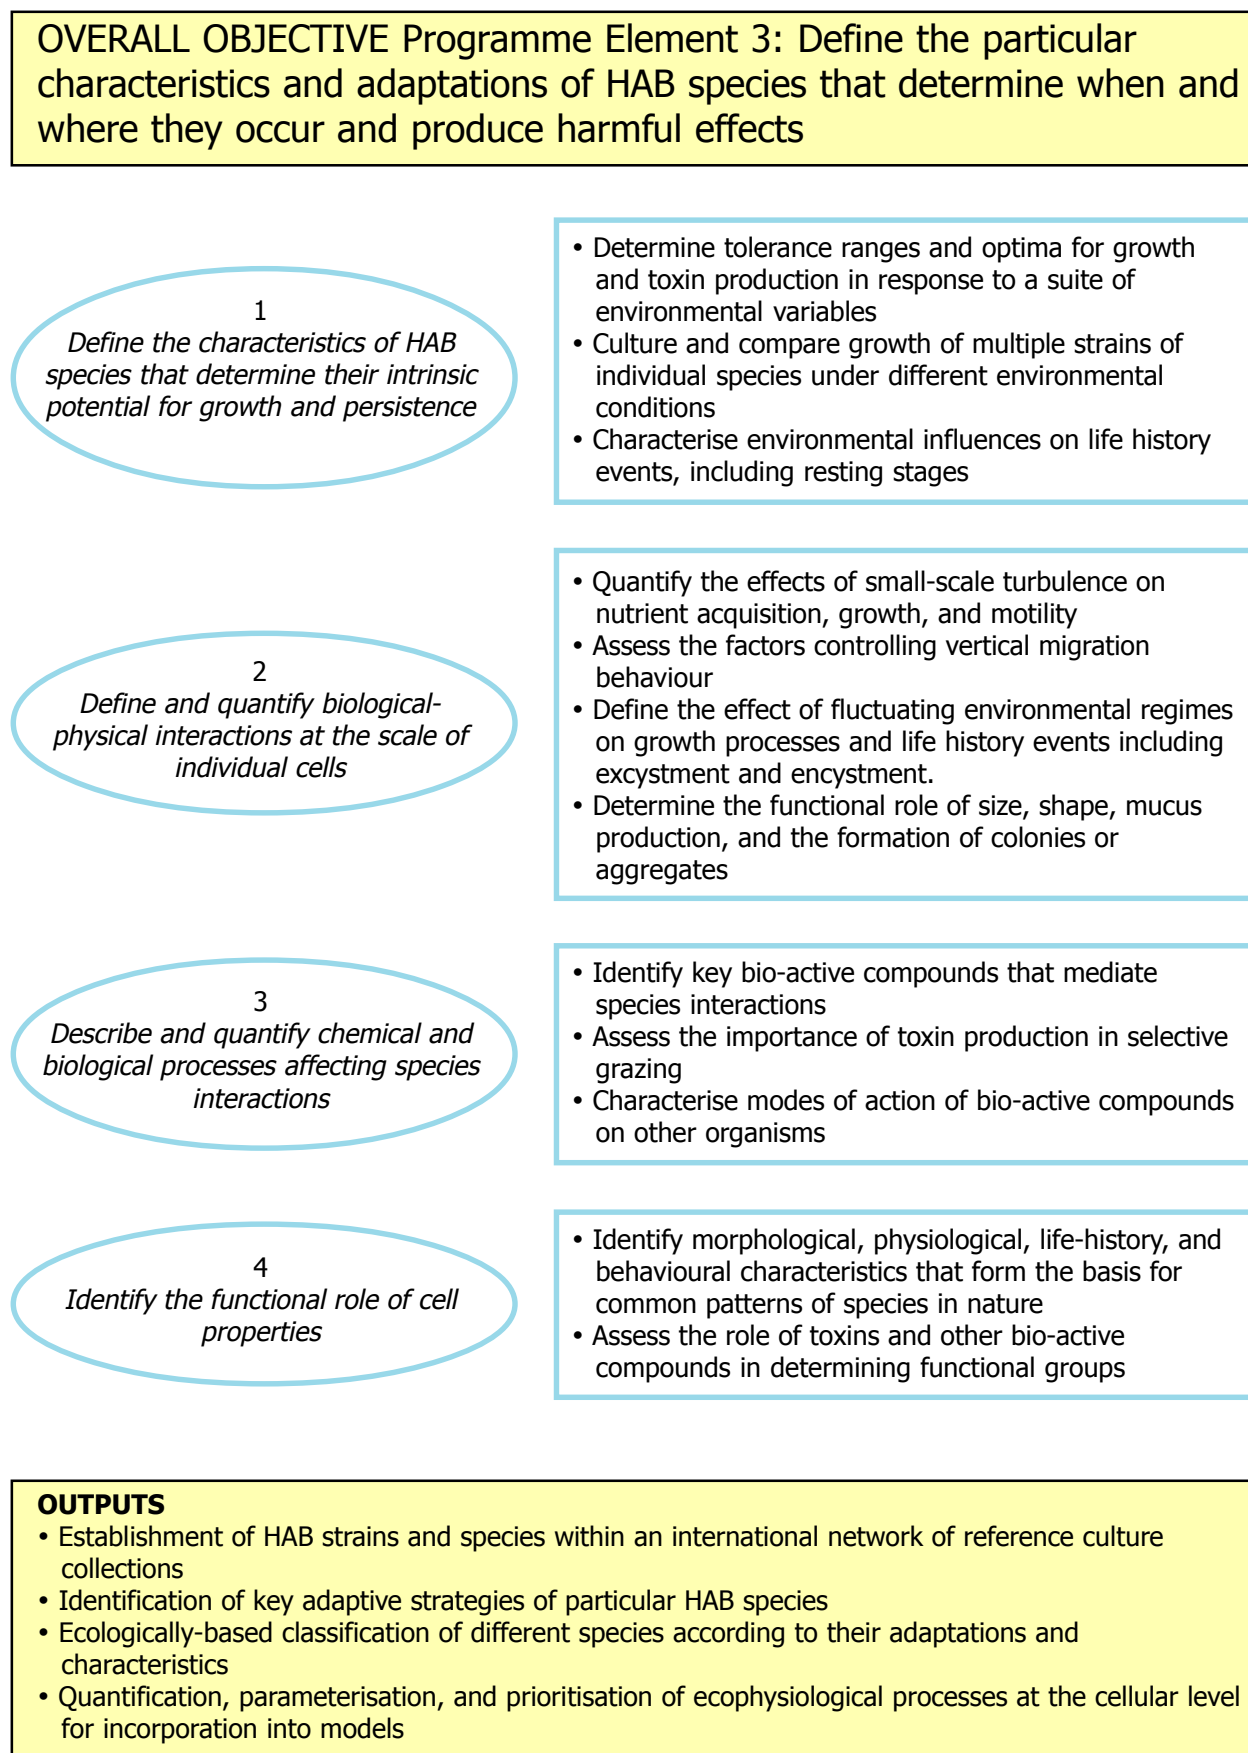 OVERALL OBJECTIVE Programme Element 3: Define the particular
characteristics and adaptations of HAB species that determine when and
where they occur and produce harmful effects
1
Define the characteristics of HAB
species that determine their intrinsic
potential for growth and persistence
• Determine tolerance ranges and optima for growth
and toxin production in response to a suite of
environmental variables
• Culture and compare growth of multiple strains of
individual species under different environmental
conditions
• Characterise environmental influences on life history
events, including resting stages
2
Define and quantify biological-
physical interactions at the scale of
individual cells
• Quantify the effects of small-scale turbulence on
nutrient acquisition, growth, and motility
• Assess the factors controlling vertical migration
behaviour
• Define the effect of fluctuating environmental regimes
on growth processes and life history events including
excystment and encystment.
• Determine the functional role of size, shape, mucus
production, and the formation of colonies or
aggregates
3
Describe and quantify chemical and
biological processes affecting species
interactions
• Identify key bio-active compounds that mediate
species interactions
• Assess the importance of toxin production in selective
grazing
• Characterise modes of action of bio-active compounds
on other organisms
4
Identify the functional role of cell
properties
• Identify morphological, physiological, life-history, and
behavioural characteristics that form the basis for
common patterns of species in nature
• Assess the role of toxins and other bio-active
compounds in determining functional groups
OUTPUTS
• Establishment of HAB strains and species within an international network of reference culture
collections
• Identification of key adaptive strategies of particular HAB species
• Ecologically-based classification of different species according to their adaptations and
characteristics
• Quantification, parameterisation, and prioritisation of ecophysiological processes at the cellular level
for incorporation into models